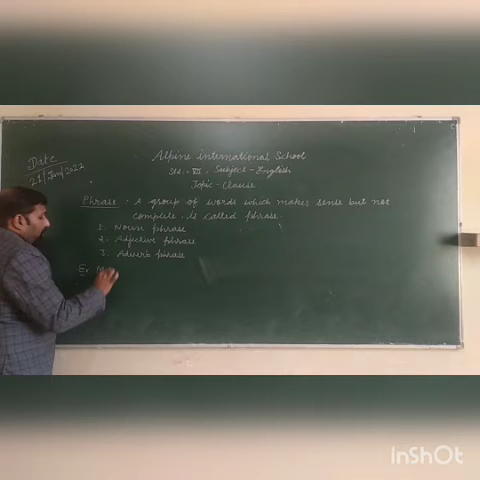 Date
21/Jun/2022
Alpine international School
Std :- VII , Subject - English
Topic - Clause
Phrase :- A group of words which makes sense but not
complete . is called phrase .
1. Noun phrase
2. Adjective phrase
3. Adverb phrase
Ex
InShOt